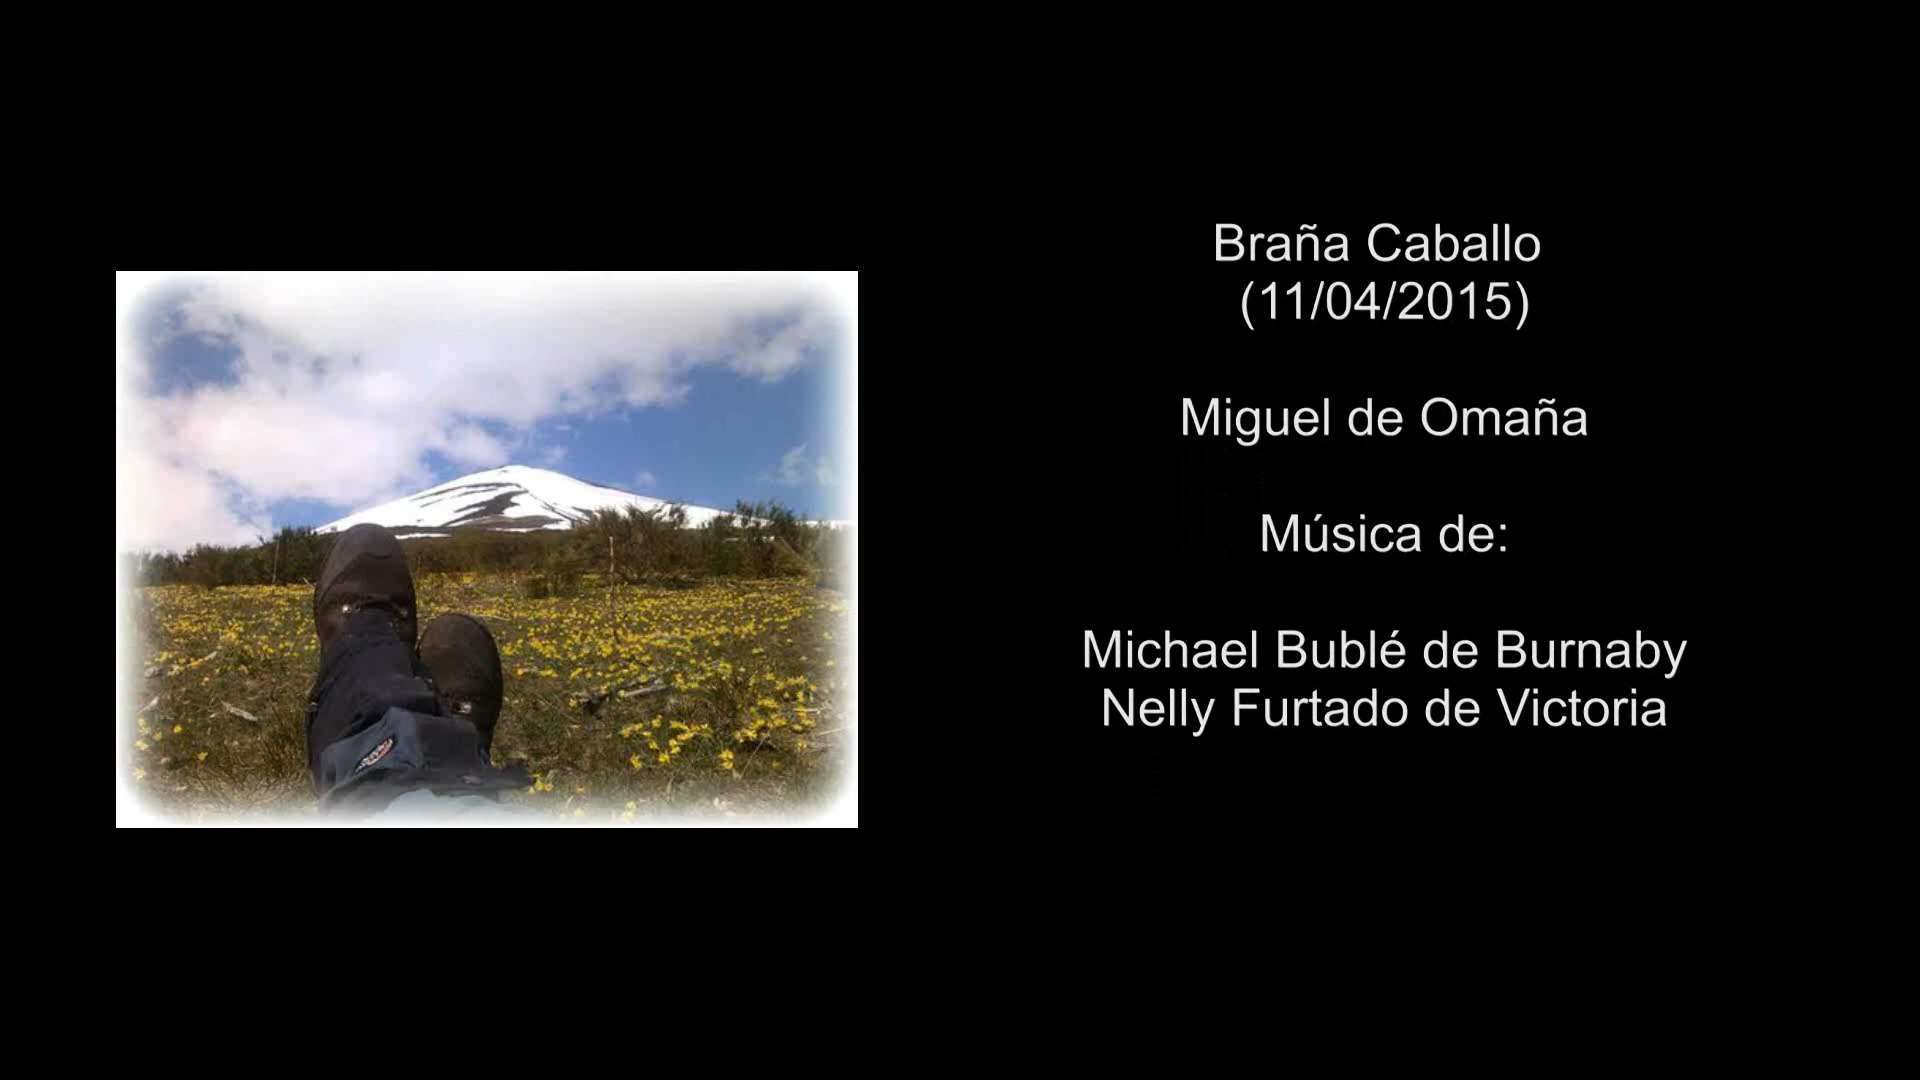 Braña Caballo
(11/04/2015)
Miguel de Omaña
Música de:
Michael Bublé de Burnaby
Nelly Furtado de Victoria